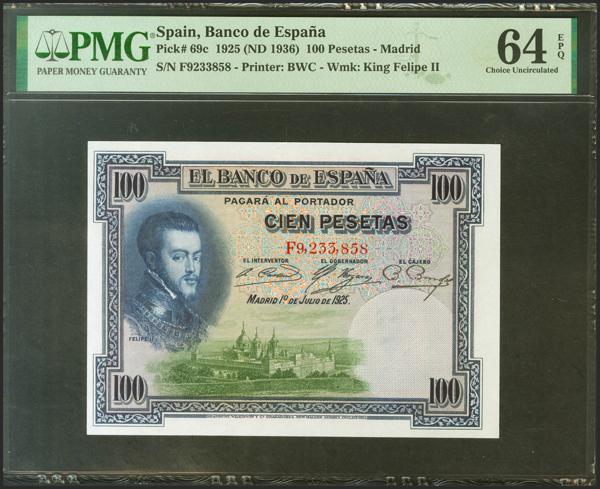 PMG
PAPER MONEY GUARANTY
Spain, Banco de España
Pick# 69c 1925 (ND 1936) 100 Pesetas - Madrid
S/N F9233858 - Printer: BWC - Wmk: King Felipe II
64 EPQ
Choice Uncirculated
100 EL BANCO DE ESPAÑA 100
PAGARÁ AL PORTADOR
CIEN PESETAS
F9,233,858
EL INTERVENTOR EL GOBERNADOR EL CAJERO
MADRID 1º DE JULIO DE 1925.
FELIPE II
100 100